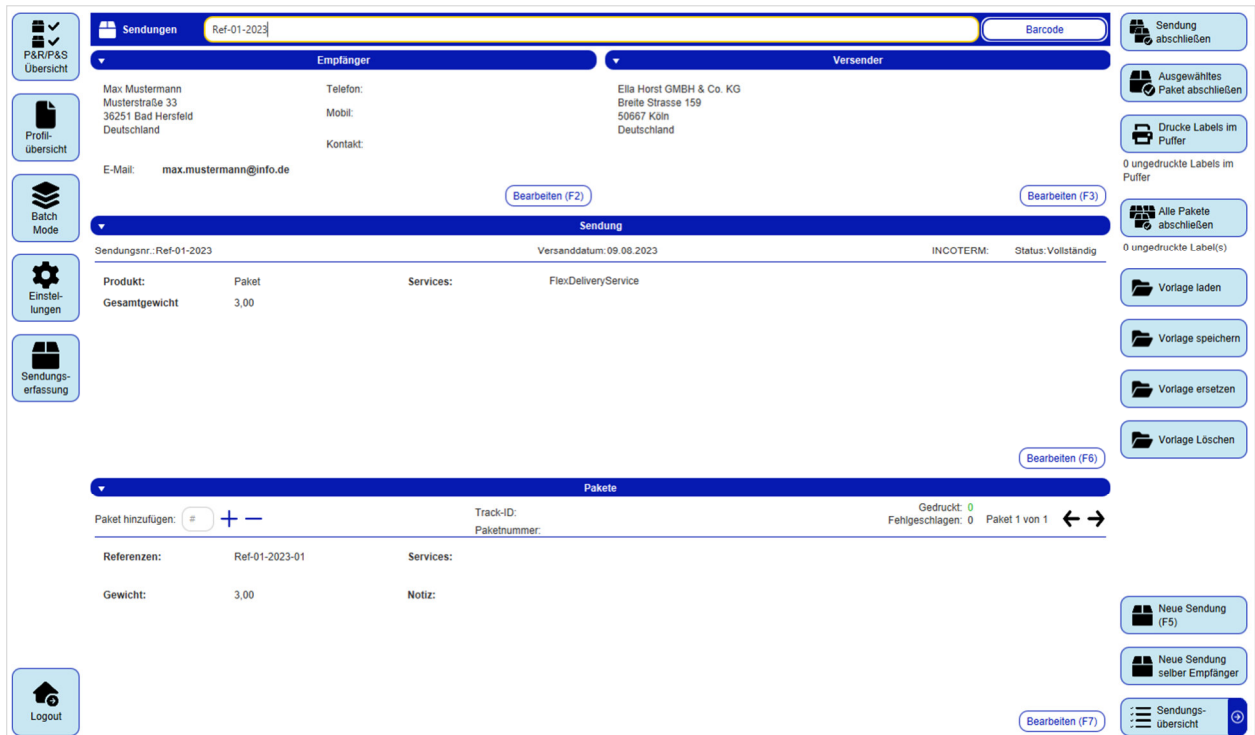 P&R/P&S
Übersicht
Profil-
übersicht
Batch
Mode
Einstel-
lungen
Sendungs-
erfassung
Logout
Sendungen Ref-01-2023 Barcode
Empfänger
Max Mustermann
Musterstraße 33
36251 Bad Hersfeld
Deutschland
Telefon:
Mobil:
Kontakt:
E-Mail: max.mustermann@info.de
Bearbeiten (F2)
Versender
Ella Horst GMBH & Co. KG
Breite Strasse 159
50667 Köln
Deutschland
Bearbeiten (F3)
Sendung
Sendungsnr.:Ref-01-2023 Versanddatum:09.08.2023 INCOTERM: Status:Vollständig
Produkt: Paket Services: FlexDeliveryService
Gesamtgewicht 3,00
Bearbeiten (F6)
Pakete
Paket hinzufügen: #
Track-ID:
Paketnummer:
Gedruckt: 0
Fehlgeschlagen: 0
Paket 1 von 1
Referenzen: Ref-01-2023-01 Services:
Gewicht: 3,00 Notiz:
Bearbeiten (F7)
Sendung
abschließen
Ausgewähltes
Paket abschließen
Drucke Labels im
Puffer
0 ungedruckte Labels im
Puffer
Alle Pakete
abschließen
0 ungedruckte Label(s)
Vorlage laden
Vorlage speichern
Vorlage ersetzen
Vorlage Löschen
Neue Sendung
(F5)
Neue Sendung
selber Empfänger
Sendungs-
übersicht